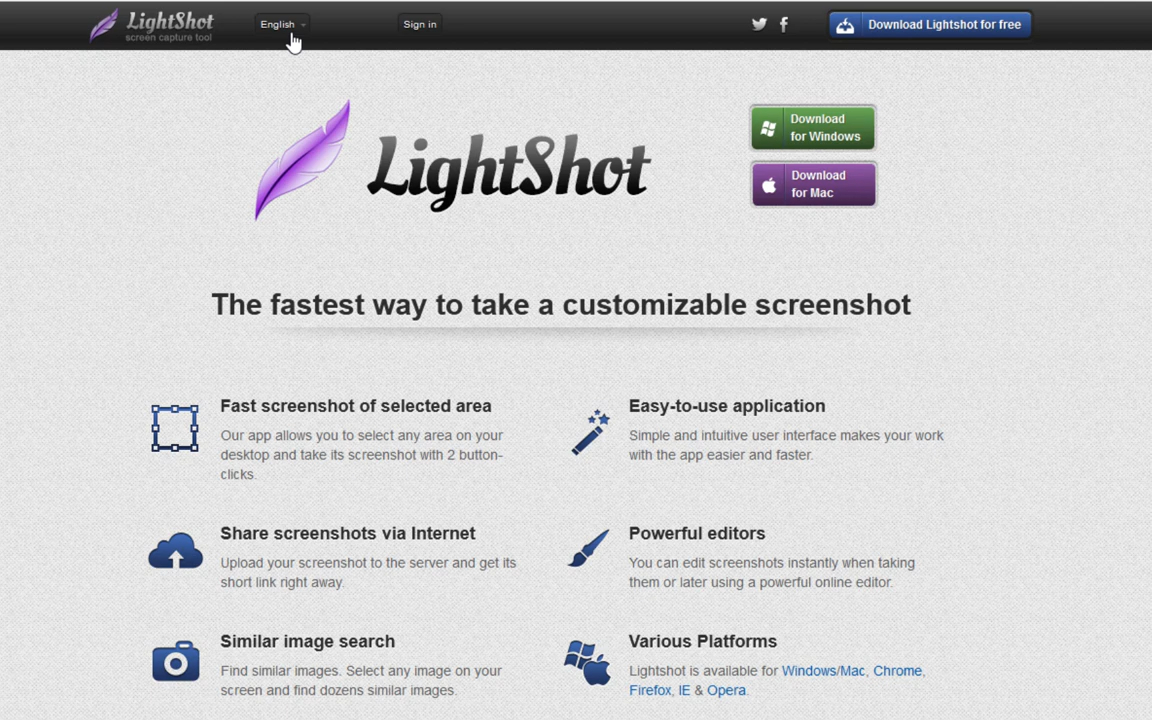 LightShot
screen capture tool
English
Sign in
Download Lightshot for free
LightShot
Download
for Windows
Download
for Mac
The fastest way to take a customizable screenshot
Fast screenshot of selected area
Our app allows you to select any area on your
desktop and take its screenshot with 2 button-
clicks.
Easy-to-use application
Simple and intuitive user interface makes your work
with the app easier and faster.
Share screenshots via Internet
Upload your screenshot to the server and get its
short link right away.
Powerful editors
You can edit screenshots instantly when taking
them or later using a powerful online editor.
Similar image search
Find similar images. Select any image on your
screen and find dozens similar images.
Various Platforms
Lightshot is available for Windows/Mac, Chrome,
Firefox, IE & Opera.